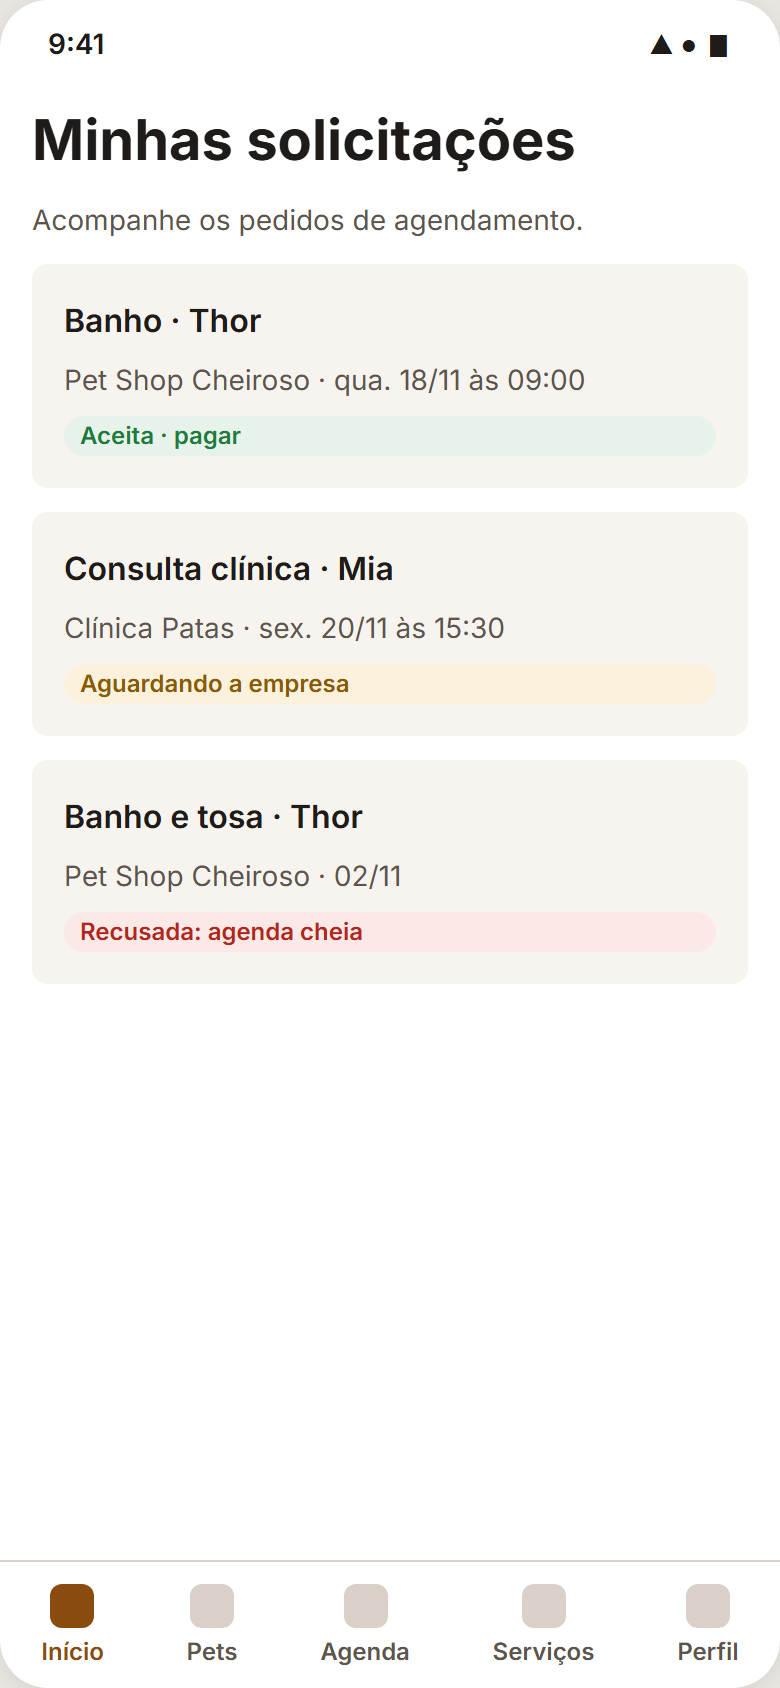 9:41
Minhas solicitações
Acompanhe os pedidos de agendamento.
Banho · Thor
Pet Shop Cheiroso · qua. 18/11 às 09:00
Aceita · pagar
Consulta clínica · Mia
Clínica Patas · sex. 20/11 às 15:30
Aguardando a empresa
Banho e tosa · Thor
Pet Shop Cheiroso · 02/11
Recusada: agenda cheia
Início Pets Agenda Serviços Perfil